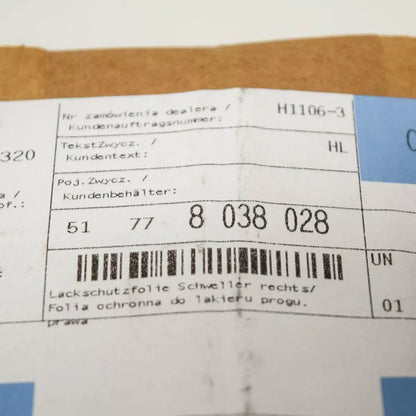 Nr zamówienia dealera / H1106-3
Kundenauftragsnummer:
320
TekstZwycz. / HL
Kundentext:
Poj.Zwycz. /
Kundenbehälter:
51 77 8 038 028
UN
Lackschutzfolie Schweller rechts/
Folia ochronna do lakieru progu.
prawa
01